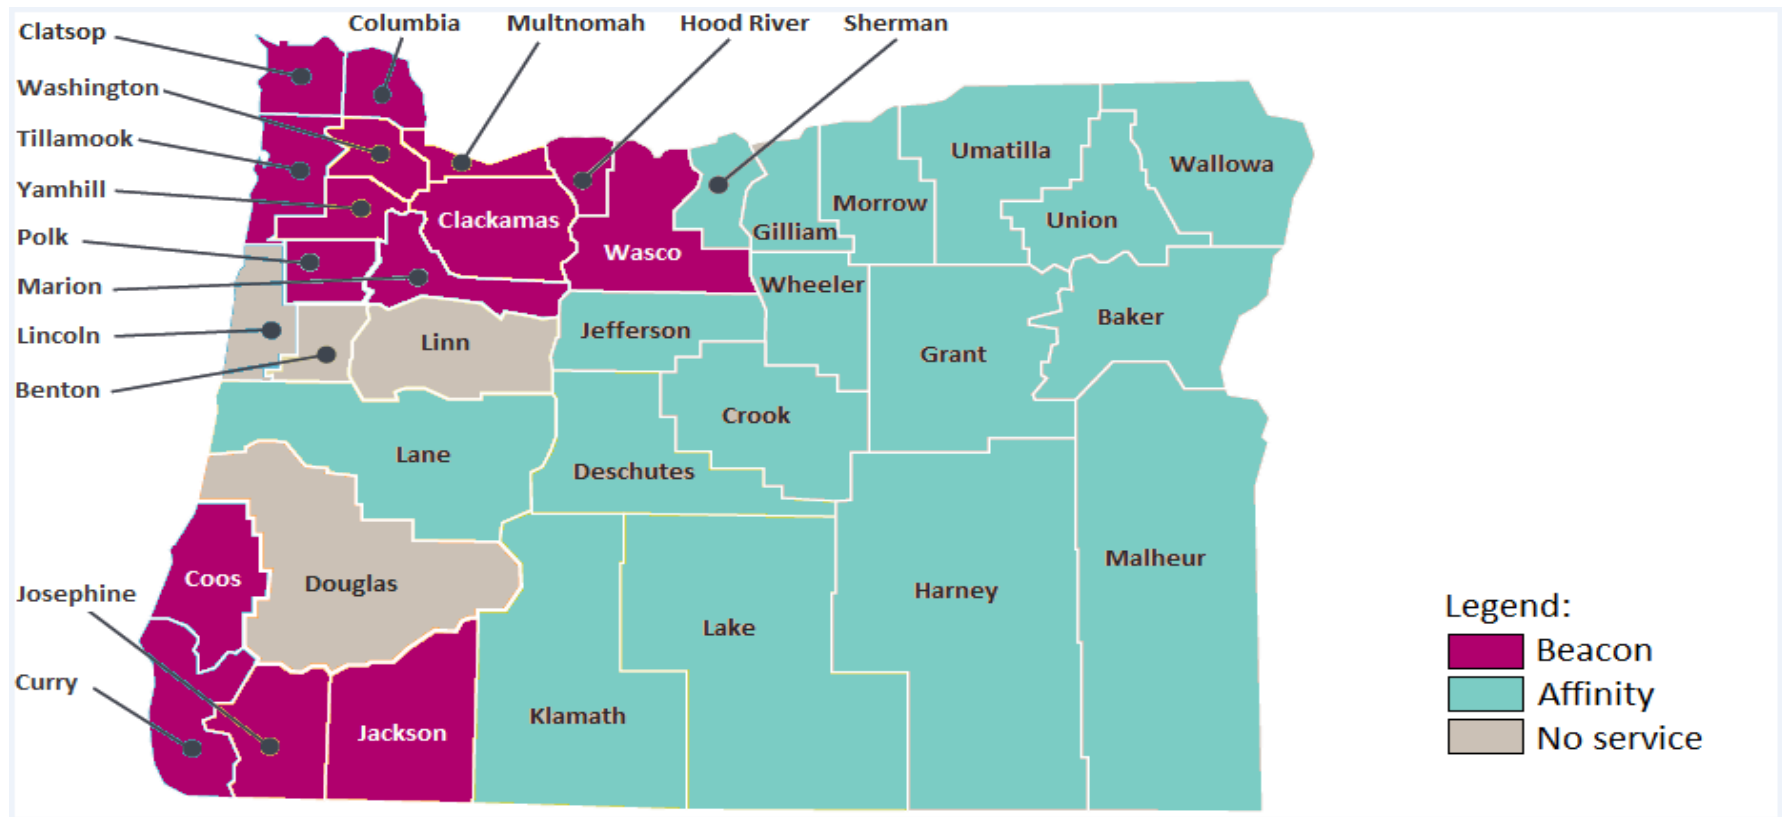 Columbia
Multnomah
Hood River
Sherman
Clatsop
Washington
Tillamook
Yamhill
Polk
Marion
Lincoln
Benton
Josephine
Curry
Clackamas
Wasco
Gilliam
Morrow
Umatilla
Union
Wallowa
Wheeler
Jefferson
Linn
Grant
Baker
Crook
Lane
Deschutes
Coos
Douglas
Harney
Malheur
Lake
Klamath
Jackson
Legend:
Beacon
Affinity
No service